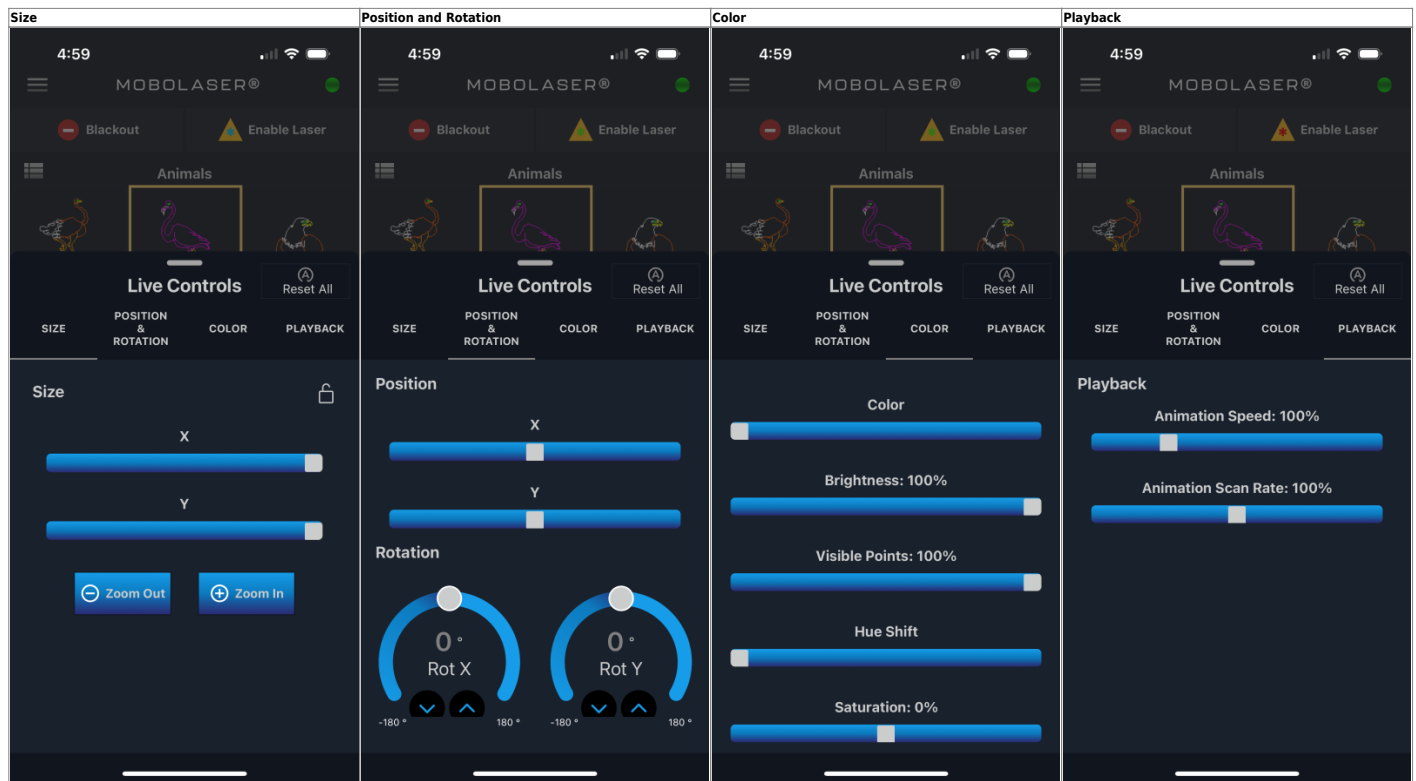 Size
Position and Rotation
Color
Playback
4:59
MOBOLASER®
Blackout
Enable Laser
Animals
Live Controls
A
Reset All
SIZE
POSITION
&
ROTATION
COLOR
PLAYBACK
Size
X
Y
Zoom Out
Zoom In
4:59
MOBOLASER®
Blackout
Enable Laser
Animals
Live Controls
A
Reset All
SIZE
POSITION
&
ROTATION
COLOR
PLAYBACK
Position
X
Y
Rotation
0 °
Rot X
-180 °
180 °
0 °
Rot Y
-180 °
180 °
4:59
MOBOLASER®
Blackout
Enable Laser
Animals
Live Controls
A
Reset All
SIZE
POSITION
&
ROTATION
COLOR
PLAYBACK
Color
Brightness: 100%
Visible Points: 100%
Hue Shift
Saturation: 0%
4:59
MOBOLASER®
Blackout
Enable Laser
Animals
Live Controls
A
Reset All
SIZE
POSITION
&
ROTATION
COLOR
PLAYBACK
Playback
Animation Speed: 100%
Animation Scan Rate: 100%